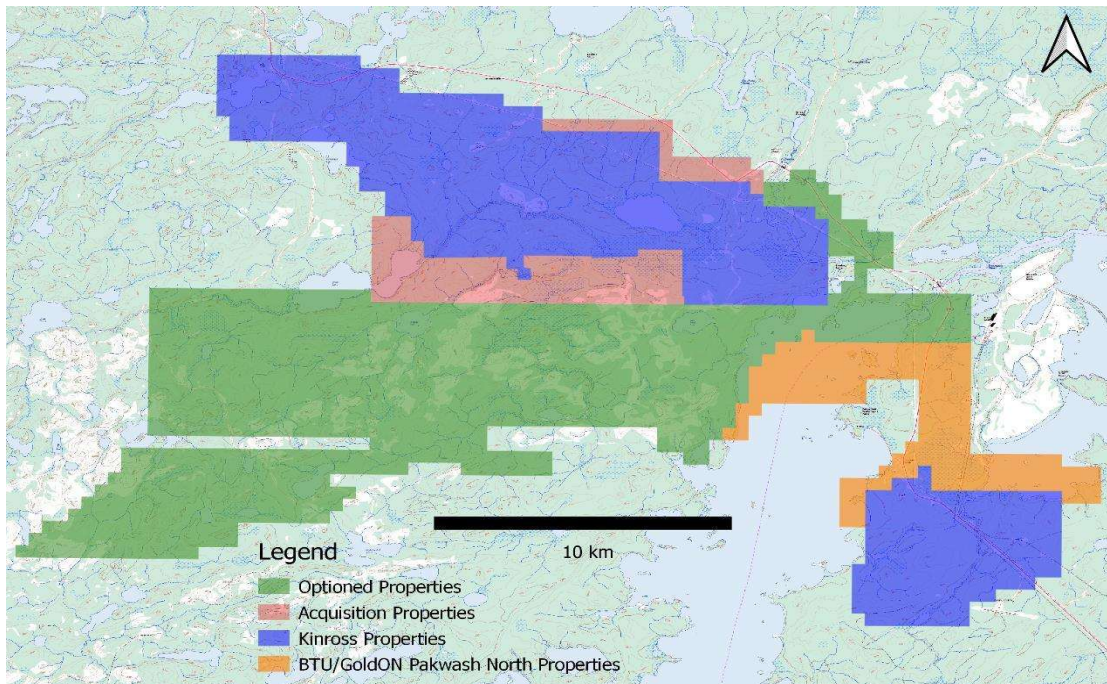 10 km
Legend
Optioned Properties
Acquisition Properties
Kinross Properties
BTU/GoldON Pakwash North Properties